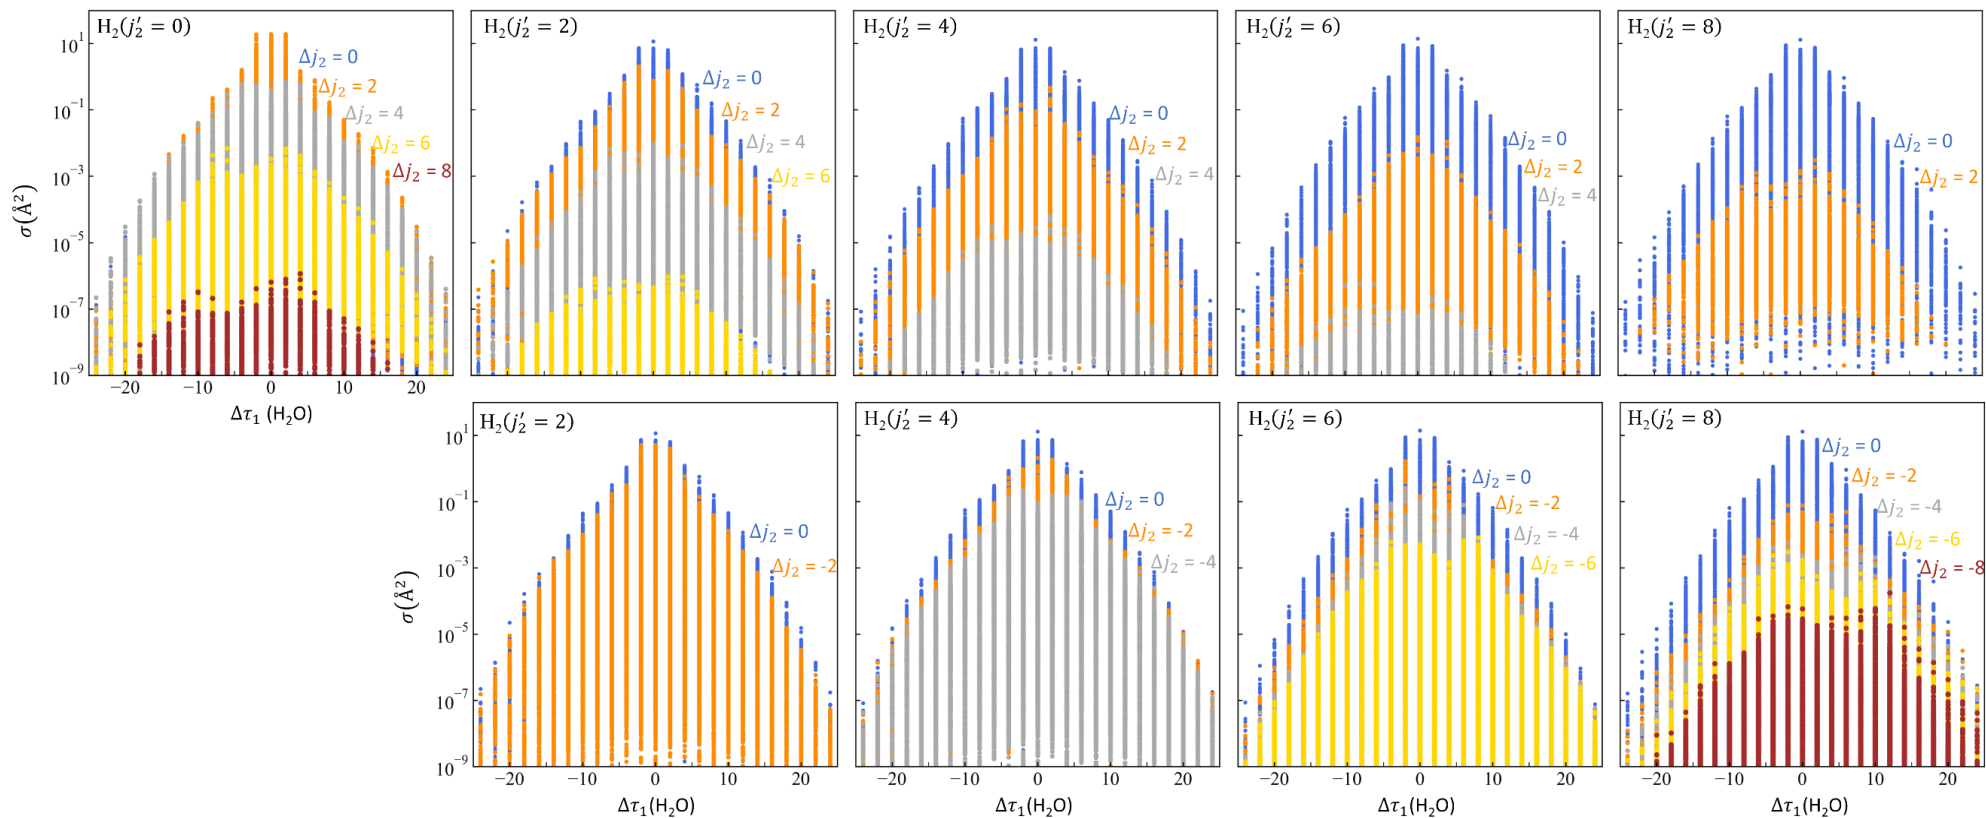 H₂(j₂′ = 0)
Δj₂ = 0
Δj₂ = 2
Δj₂ = 4
Δj₂ = 6
Δj₂ = 8
10¹
10⁻¹
10⁻³
10⁻⁵
10⁻⁷
10⁻⁹
σ(Å²)
−20 −10 0 10 20
Δτ₁ (H₂O)
H₂(j₂′ = 2)
Δj₂ = 0
Δj₂ = 2
Δj₂ = 4
Δj₂ = 6
H₂(j₂′ = 4)
Δj₂ = 0
Δj₂ = 2
Δj₂ = 4
H₂(j₂′ = 6)
Δj₂ = 0
Δj₂ = 2
Δj₂ = 4
H₂(j₂′ = 8)
Δj₂ = 0
Δj₂ = 2
H₂(j₂′ = 2)
Δj₂ = 0
Δj₂ = -2
10¹
10⁻¹
10⁻³
10⁻⁵
10⁻⁷
10⁻⁹
σ(Å²)
−20 −10 0 10 20
Δτ₁(H₂O)
H₂(j₂′ = 4)
Δj₂ = 0
Δj₂ = -2
Δj₂ = -4
−20 −10 0 10 20
Δτ₁(H₂O)
H₂(j₂′ = 6)
Δj₂ = 0
Δj₂ = -2
Δj₂ = -4
Δj₂ = -6
−20 −10 0 10 20
Δτ₁(H₂O)
H₂(j₂′ = 8)
Δj₂ = 0
Δj₂ = -2
Δj₂ = -4
Δj₂ = -6
Δj₂ = -8
−20 −10 0 10 20
Δτ₁(H₂O)